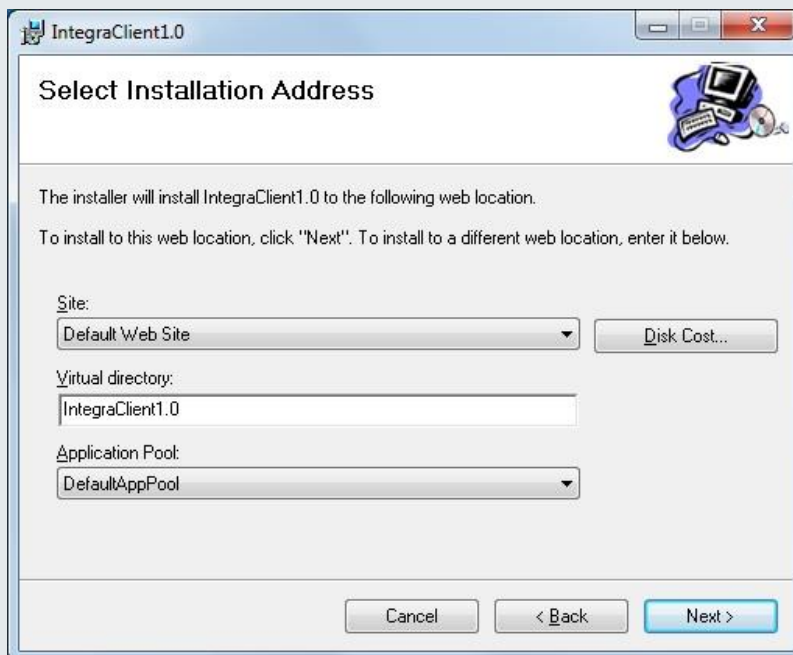 IntegraClient1.0
Select Installation Address
The installer will install IntegraClient1.0 to the following web location.
To install to this web location, click "Next". To install to a different web location, enter it below.
Site:
Default Web Site
Disk Cost...
Virtual directory:
IntegraClient1.0
Application Pool:
DefaultAppPool
Cancel
< Back
Next >